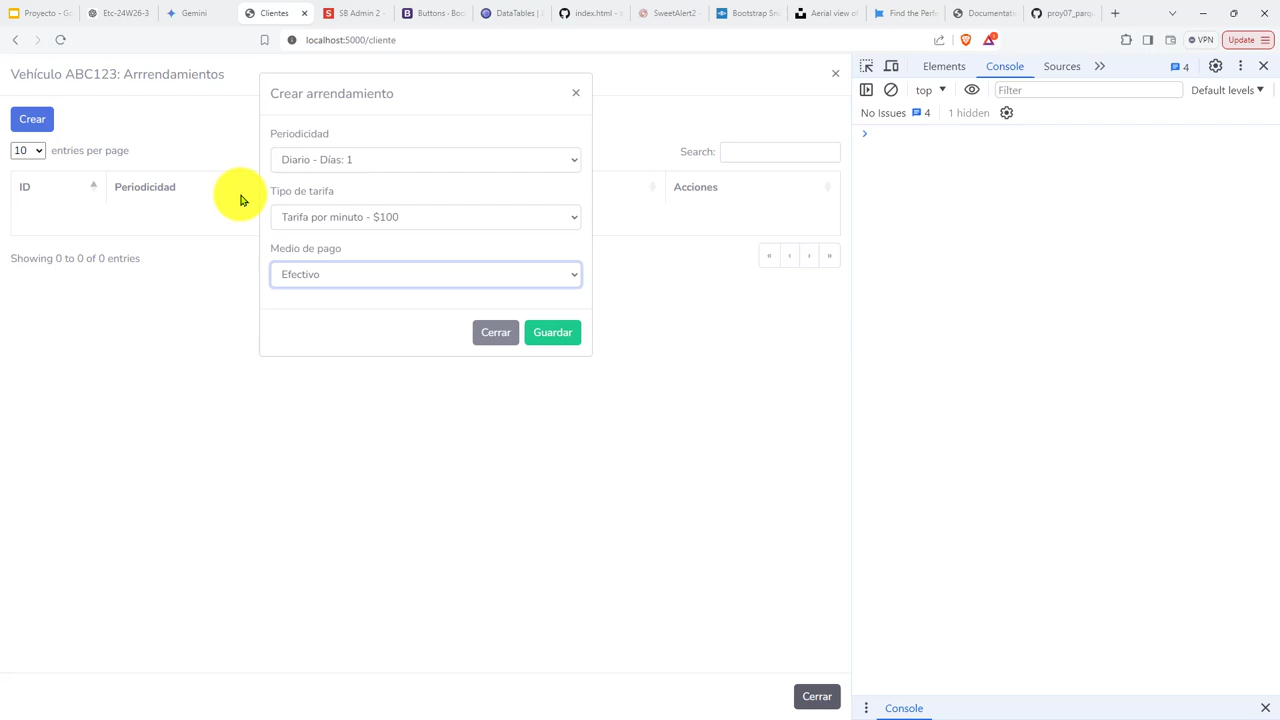 Proyecto - G
Etc-24W26-3
Gemini
Clientes
SB Admin 2
Buttons · Boo
DataTables |
index.html -
SweetAlert2
Bootstrap Sn
Aerial view of
Find the Perfe
Documentati
proy07_parq
localhost:5000/cliente
VPN
Update
Vehículo ABC123: Arrrendamientos
Crear
10 entries per page
Search:
ID
Periodicidad
Acciones
Showing 0 to 0 of 0 entries
« ‹ › »
Crear arrendamiento
Periodicidad
Diario - Días: 1
Tipo de tarifa
Tarifa por minuto - $100
Medio de pago
Efectivo
Cerrar
Guardar
Cerrar
Elements
Console
Sources
4
top
Filter
Default levels
No Issues
4
1 hidden
Console